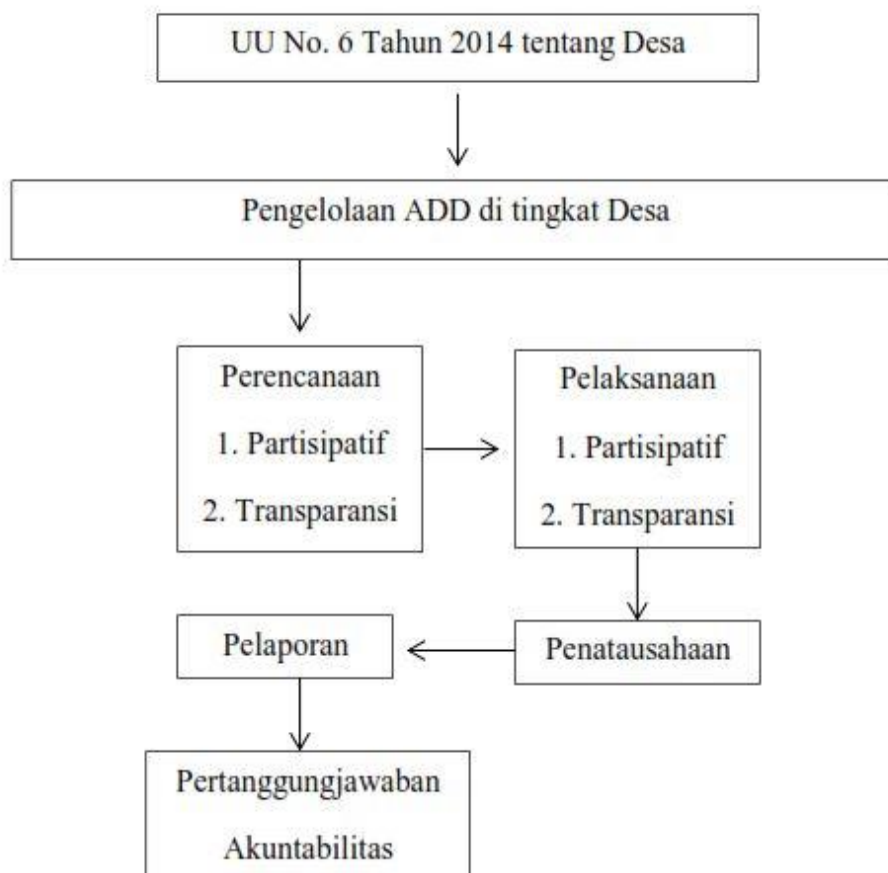 UU No. 6 Tahun 2014 tentang Desa
Pengelolaan ADD di tingkat Desa
Perencanaan
1. Partisipatif
2. Transparansi
Pelaksanaan
1. Partisipatif
2. Transparansi
Penatausahaan
Pelaporan
Pertanggungjawaban
Akuntabilitas